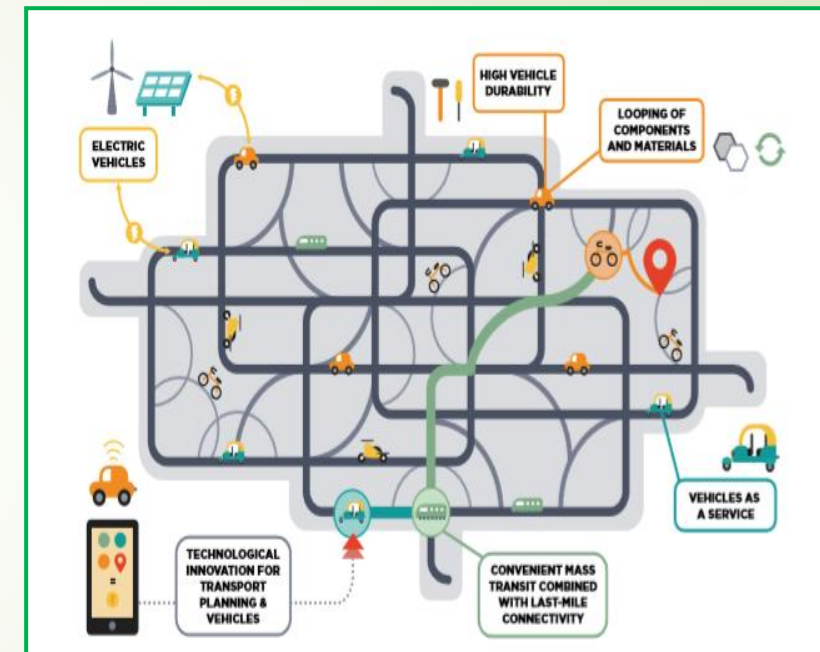 HIGH VEHICLE
DURABILITY
LOOPING OF
COMPONENTS
AND MATERIALS
ELECTRIC
VEHICLES
VEHICLES AS
A SERVICE
TECHNOLOGICAL
INNOVATION FOR
TRANSPORT
PLANNING &
VEHICLES
CONVENIENT MASS
TRANSIT COMBINED
WITH LAST-MILE
CONNECTIVITY